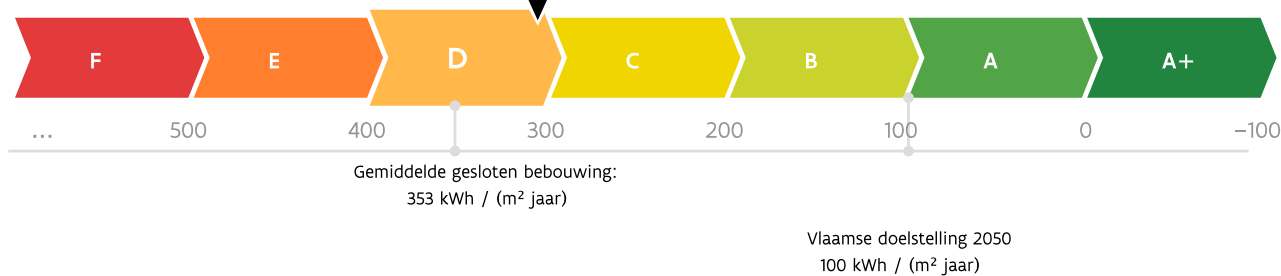 F E D C B A A+
... 500 400 300 200 100 0 −100
Gemiddelde gesloten bebouwing:
353 kWh / (m² jaar)
Vlaamse doelstelling 2050
100 kWh / (m² jaar)